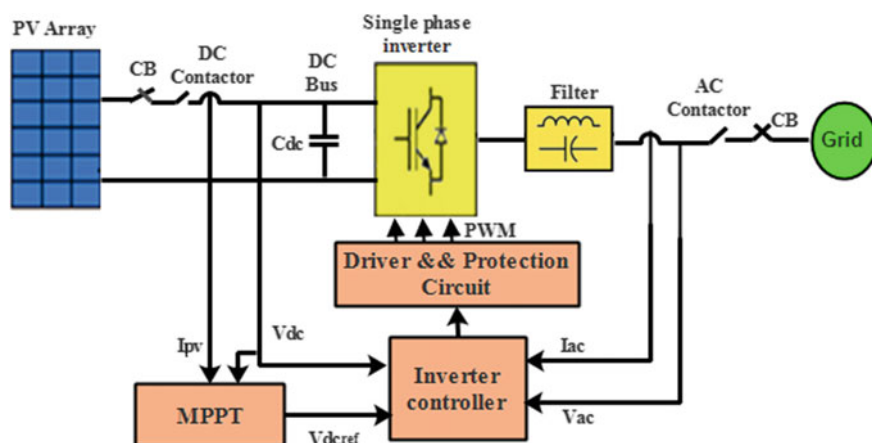 PV Array
CB
DC
Contactor
DC
Bus
Cdc
Single phase
inverter
Filter
AC
Contactor
CB
Grid
PWM
Driver && Protection
Circuit
Ipv
Vdc
MPPT
Vdcref
Inverter
controller
Iac
Vac